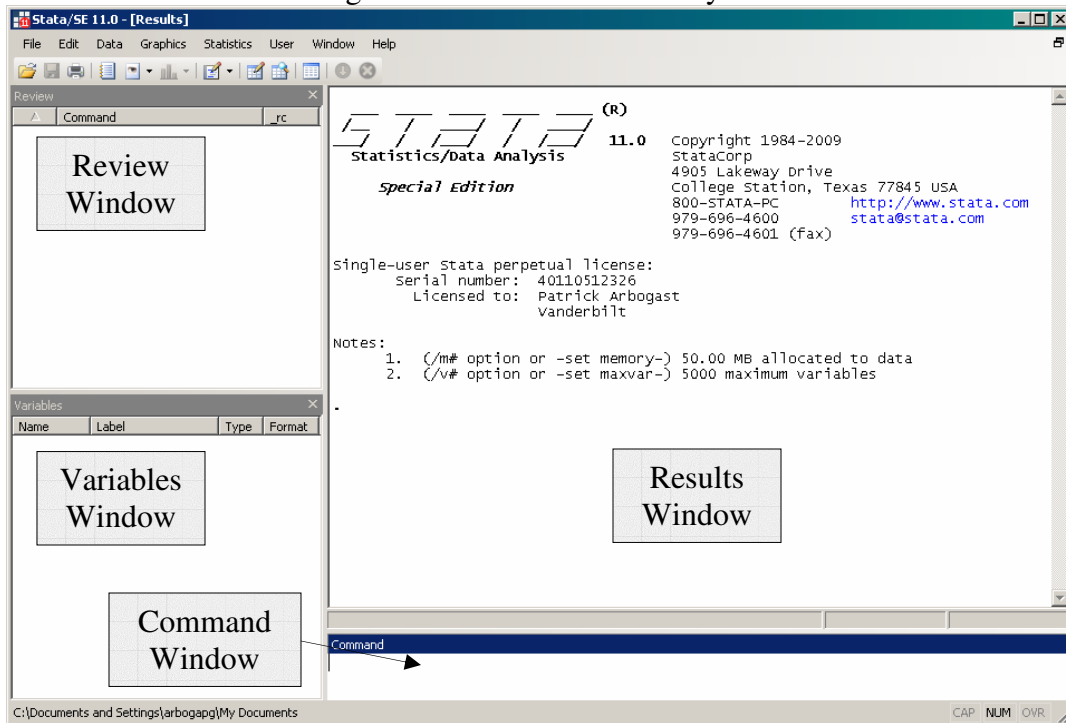 Stata/SE 11.0 - [Results]
File Edit Data Graphics Statistics User Window Help
Review
Command _rc
Review
Window
Variables
Name Label Type Format
Variables
Window
Command
Window
(R)
STATA 11.0 Copyright 1984-2009
Statistics/Data Analysis StataCorp
4905 Lakeway Drive
Special Edition College Station, Texas 77845 USA
800-STATA-PC http://www.stata.com
979-696-4600 stata@stata.com
979-696-4601 (fax)
Single-user Stata perpetual license:
Serial number: 40110512326
Licensed to: Patrick Arbogast
Vanderbilt
Notes:
1. (/m# option or -set memory-) 50.00 MB allocated to data
2. (/v# option or -set maxvar-) 5000 maximum variables
.
Results
Window
Command
C:\Documents and Settings\arbogapg\My Documents
CAP NUM OVR